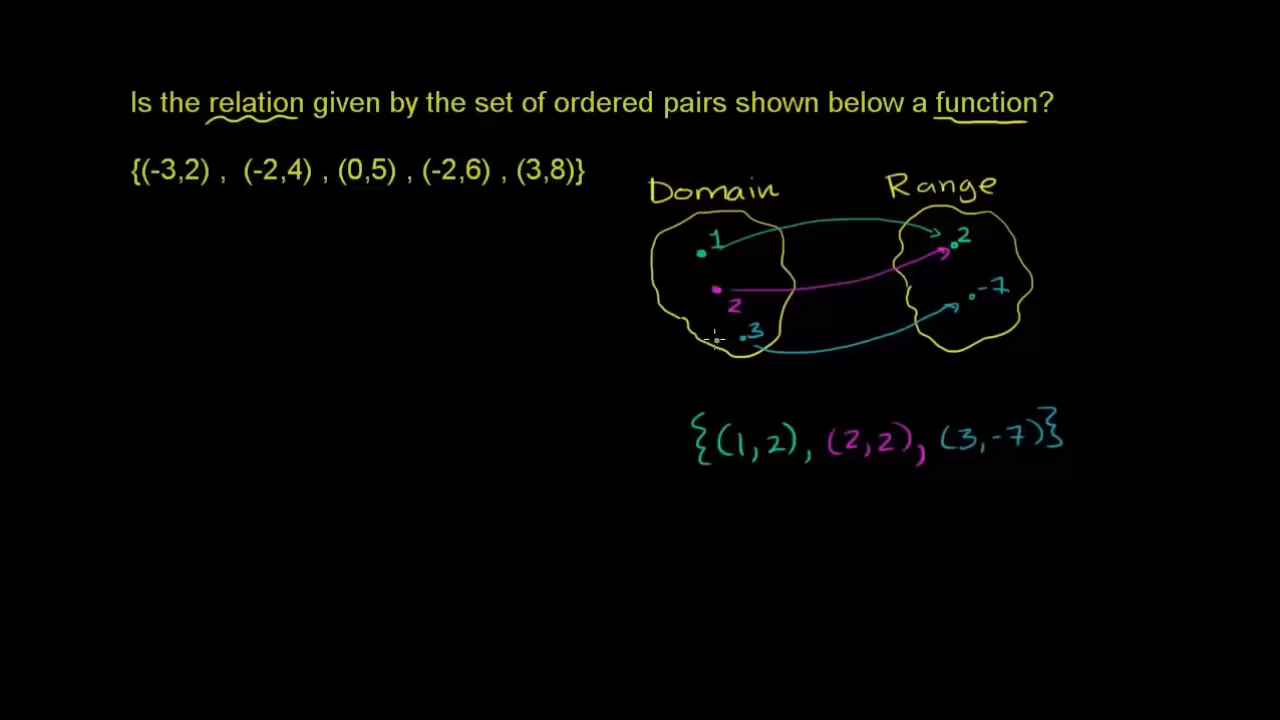 Is the relation given by the set of ordered pairs shown below a function?
{(-3,2) , (-2,4) , (0,5) , (-2,6) , (3,8)}
Domain Range
1 2
2 -7
3
{(1,2), (2,2), (3,-7)}